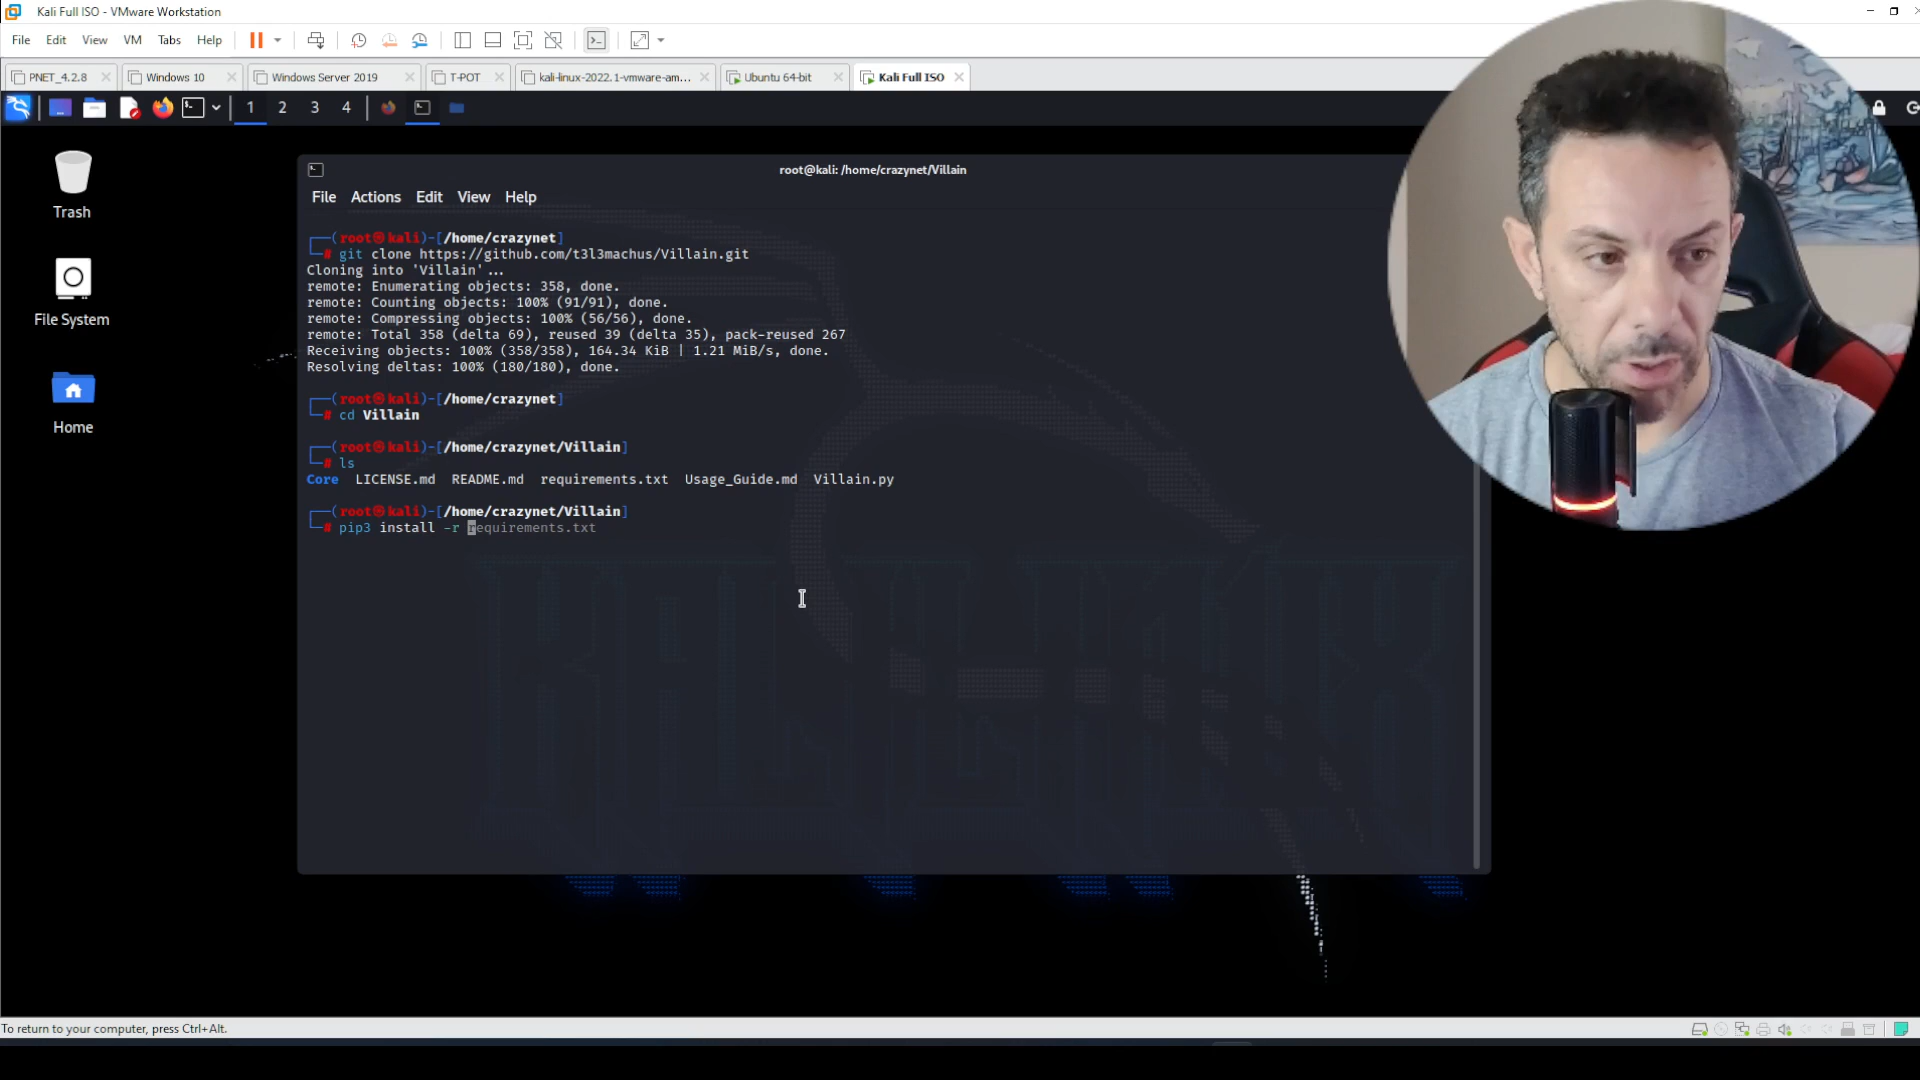 Kali Full ISO - VMware Workstation
File Edit View VM Tabs Help
PNET_4.2.8 Windows 10 Windows Server 2019 T-POT kali-linux-2022.1-vmware-am... Ubuntu 64-bit Kali Full ISO
1 2 3 4
Trash
File System
Home
root@kali: /home/crazynet/Villain
File Actions Edit View Help
┌──(root㉿kali)-[/home/crazynet]
└─# git clone https://github.com/t3l3machus/Villain.git
Cloning into 'Villain'...
remote: Enumerating objects: 358, done.
remote: Counting objects: 100% (91/91), done.
remote: Compressing objects: 100% (56/56), done.
remote: Total 358 (delta 69), reused 39 (delta 35), pack-reused 267
Receiving objects: 100% (358/358), 164.34 KiB | 1.21 MiB/s, done.
Resolving deltas: 100% (180/180), done.
┌──(root㉿kali)-[/home/crazynet]
└─# cd Villain
┌──(root㉿kali)-[/home/crazynet/Villain]
└─# ls
Core LICENSE.md README.md requirements.txt Usage_Guide.md Villain.py
┌──(root㉿kali)-[/home/crazynet/Villain]
└─# pip3 install -r requirements.txt
KALI LINUX
To return to your computer, press Ctrl+Alt.